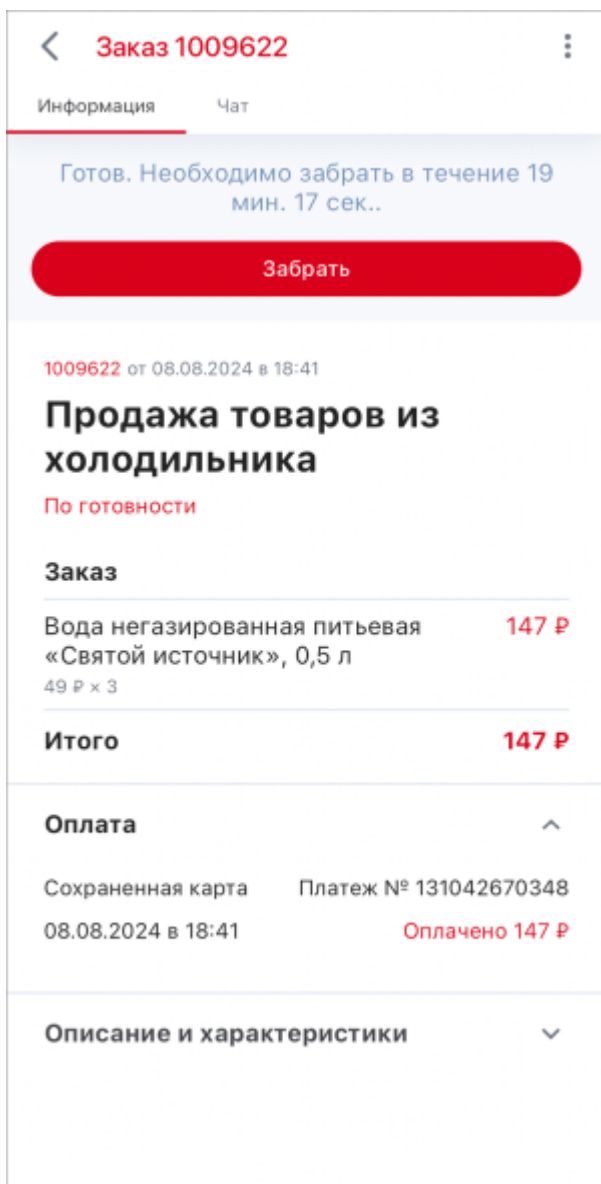 Заказ 1009622
Информация Чат
Готов. Необходимо забрать в течение 19
мин. 17 сек..
Забрать
1009622 от 08.08.2024 в 18:41
Продажа товаров из
холодильника
По готовности
Заказ
Вода негазированная питьевая 147 ₽
«Святой источник», 0,5 л
49 ₽ × 3
Итого 147 ₽
Оплата
Сохраненная карта Платеж № 131042670348
08.08.2024 в 18:41 Оплачено 147 ₽
Описание и характеристики